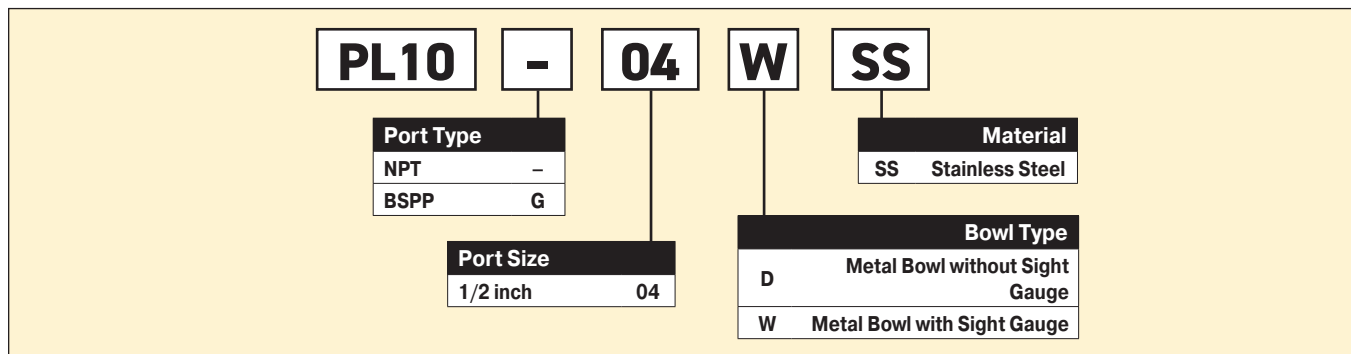 PL10 - 04 W SS
Port Type
NPT –
BSPP G
Material
SS Stainless Steel
Port Size
1/2 inch 04
Bowl Type
D Metal Bowl without Sight
Gauge
W Metal Bowl with Sight Gauge